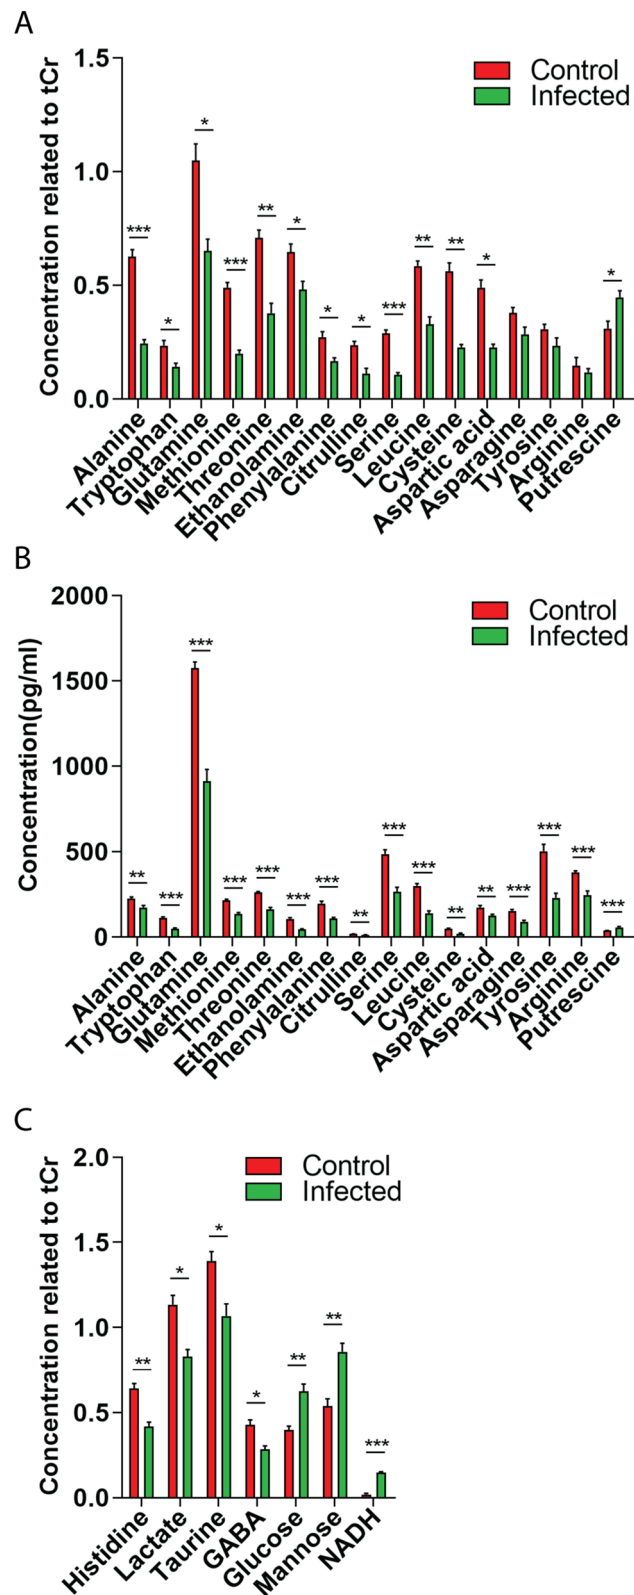 A
Concentration related to tCr
1.5
1.0
0.5
0.0
Control
Infected
***
*
*
***
**
*
*
*
***
**
**
*
*
Alanine
Tryptophan
Glutamine
Methionine
Threonine
Ethanolamine
Phenylalanine
Citrulline
Serine
Leucine
Cysteine
Aspartic acid
Asparagine
Tyrosine
Arginine
Putrescine
B
Concentration(pg/ml)
2000
1500
1000
500
0
Control
Infected
**
***
***
***
***
***
***
**
***
***
**
**
***
***
***
***
Alanine
Tryptophan
Glutamine
Methionine
Threonine
Ethanolamine
Phenylalanine
Citrulline
Serine
Leucine
Cysteine
Aspartic acid
Asparagine
Tyrosine
Arginine
Putrescine
C
Concentration related to tCr
2.0
1.5
1.0
0.5
0.0
Control
Infected
**
*
*
*
**
**
***
Histidine
Lactate
Taurine
GABA
Glucose
Mannose
NADH